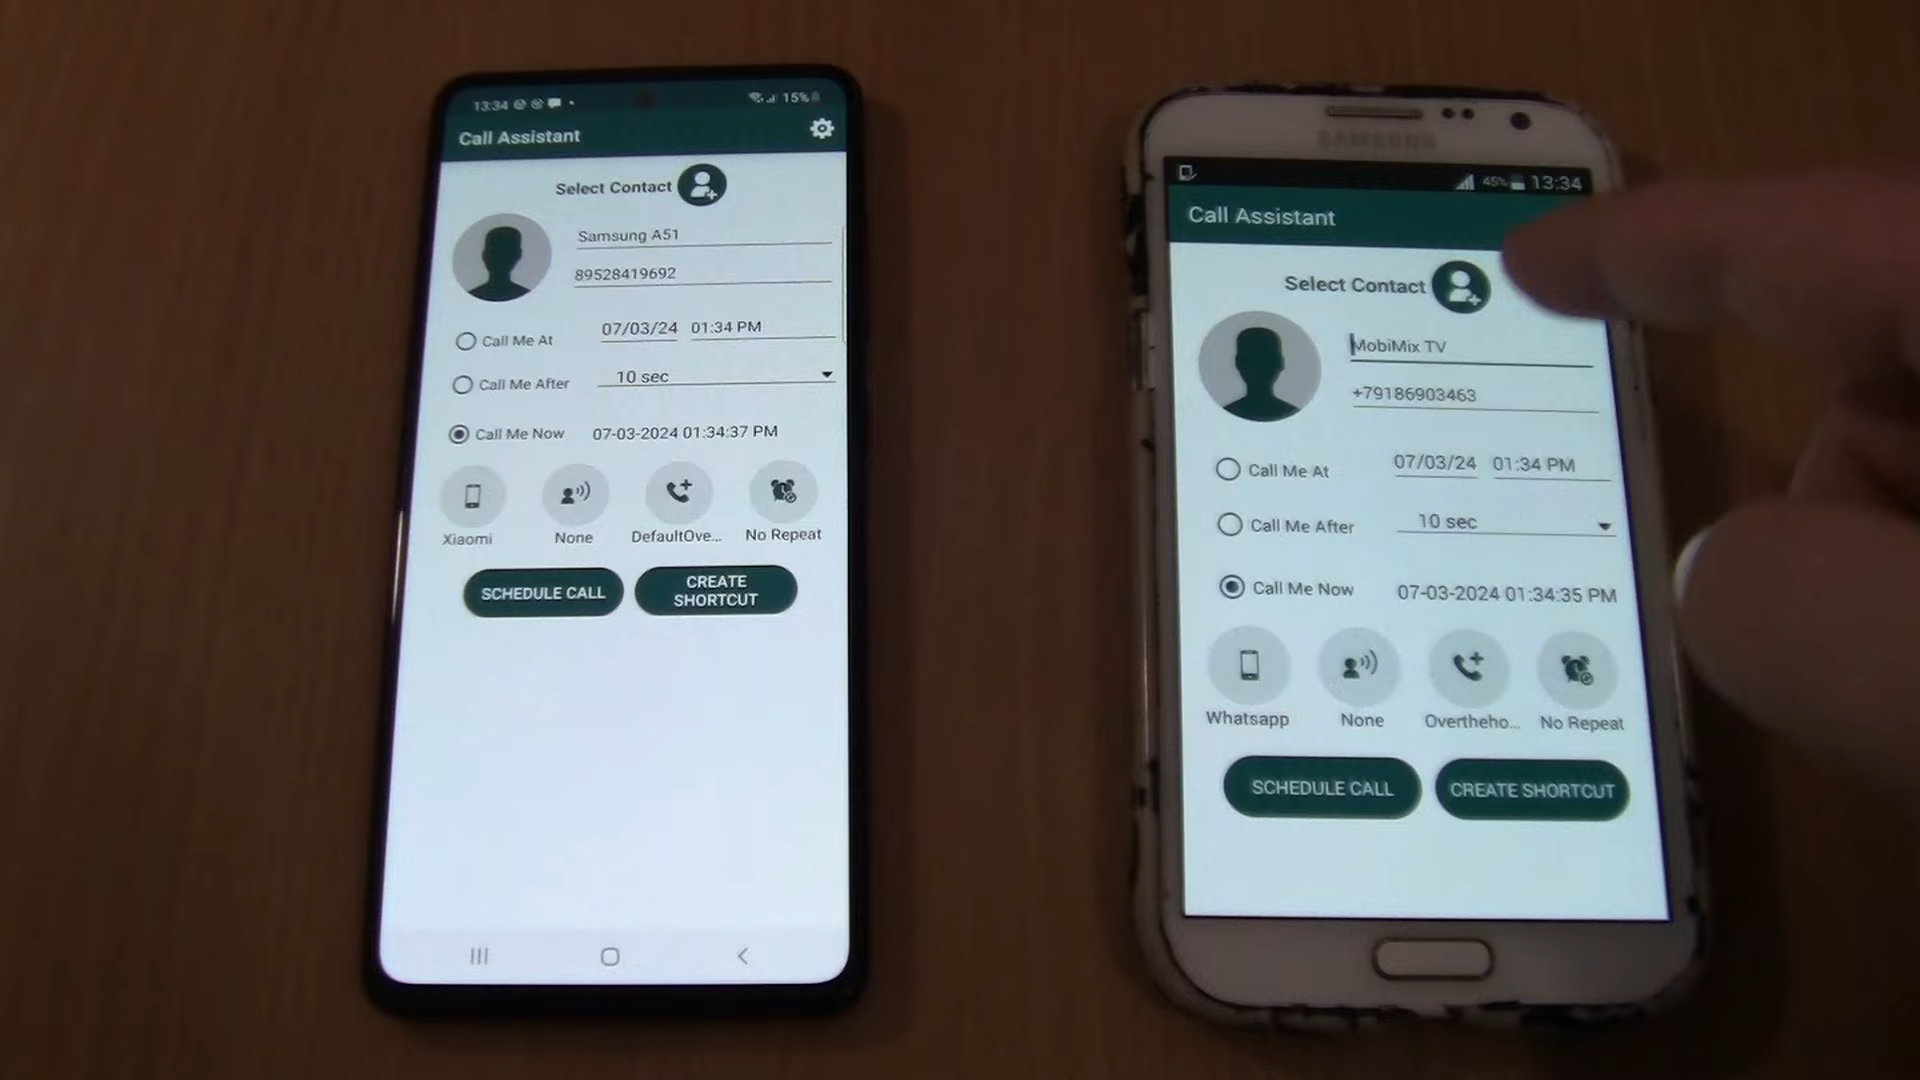 13:34
15%
Call Assistant
Select Contact
Samsung A51
89528419692
Call Me At 07/03/24 01:34 PM
Call Me After 10 sec
Call Me Now 07-03-2024 01:34:37 PM
Xiaomi None DefaultOve... No Repeat
SCHEDULE CALL
CREATE
SHORTCUT
SAMSUNG
45% 13:34
Call Assistant
Select Contact
MobiMix TV
+79186903463
Call Me At 07/03/24 01:34 PM
Call Me After 10 sec
Call Me Now 07-03-2024 01:34:35 PM
Whatsapp None Overtheho... No Repeat
SCHEDULE CALL CREATE SHORTCUT